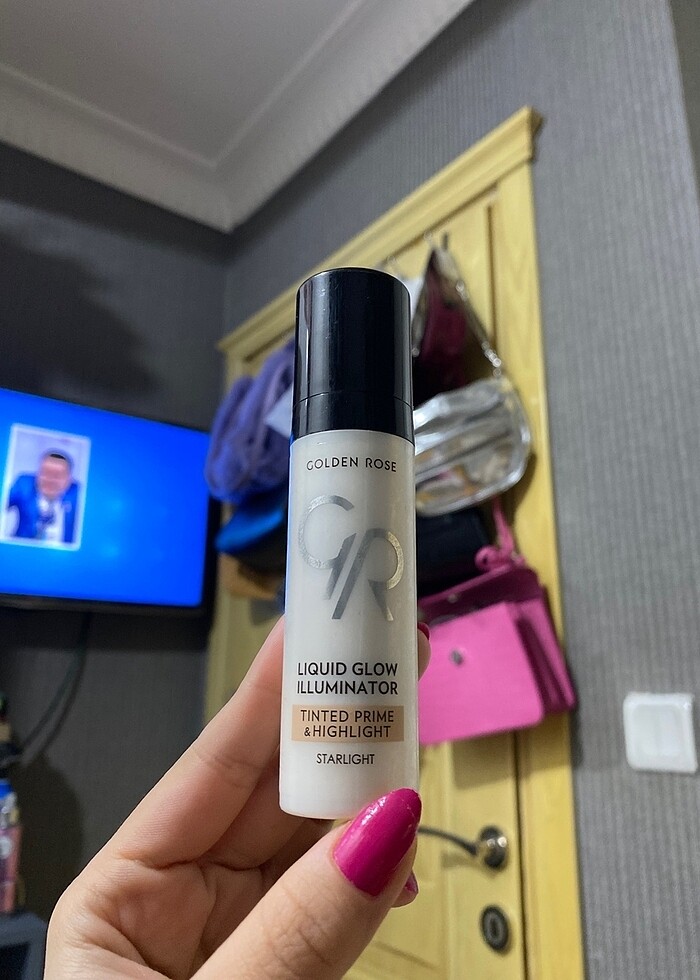 GOLDEN ROSE
GR
LIQUID GLOW
ILLUMINATOR
TINTED PRIME
&HIGHLIGHT
STARLIGHT